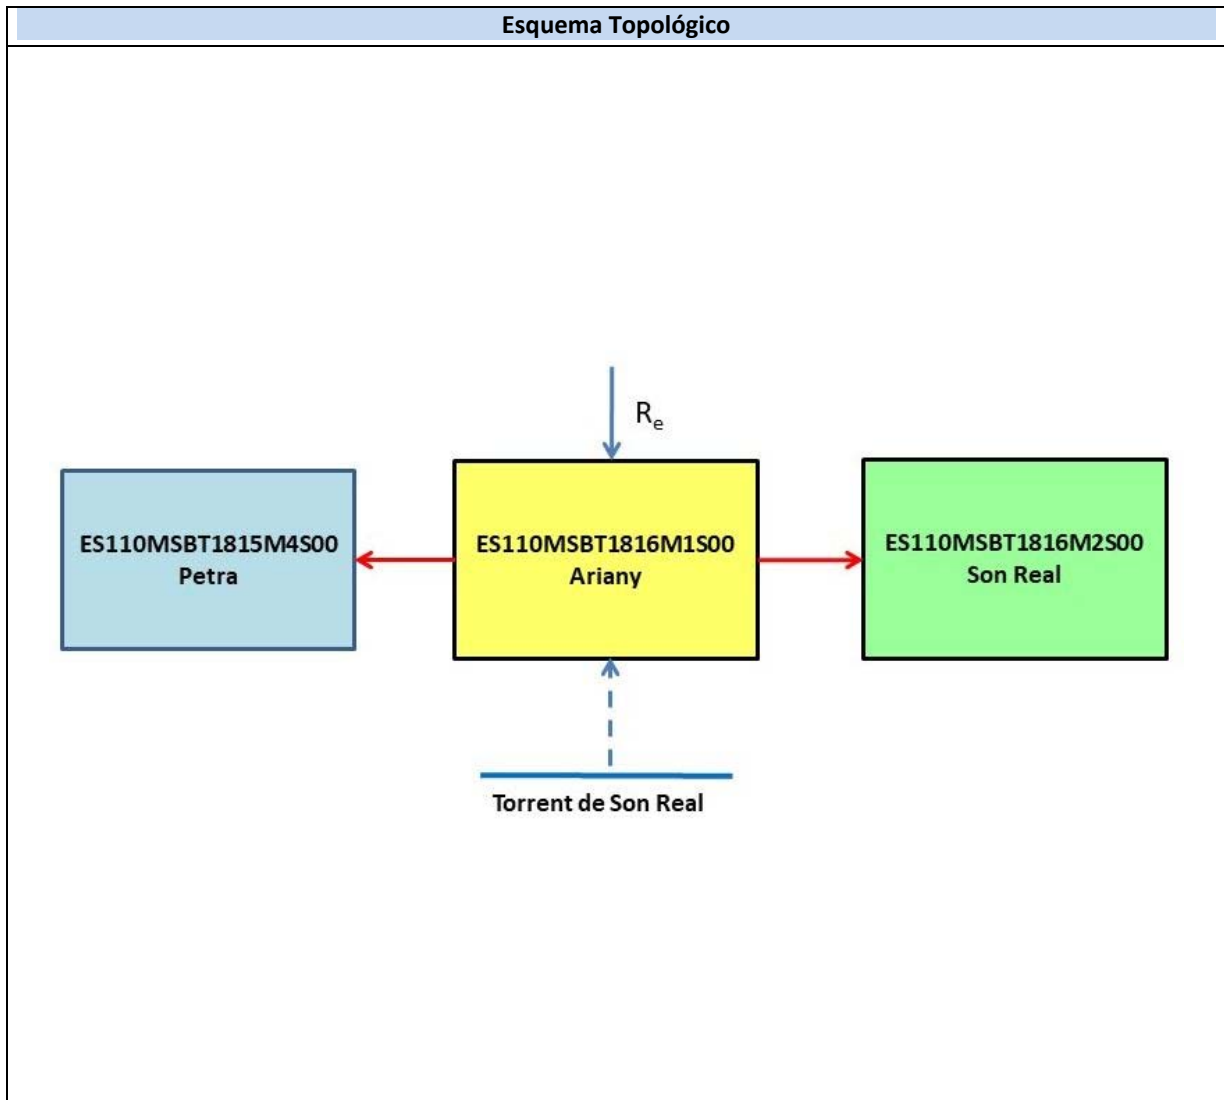 Esquema Topológico
Re
ES110MSBT1815M4S00
Petra
ES110MSBT1816M1S00
Ariany
ES110MSBT1816M2S00
Son Real
Torrent de Son Real